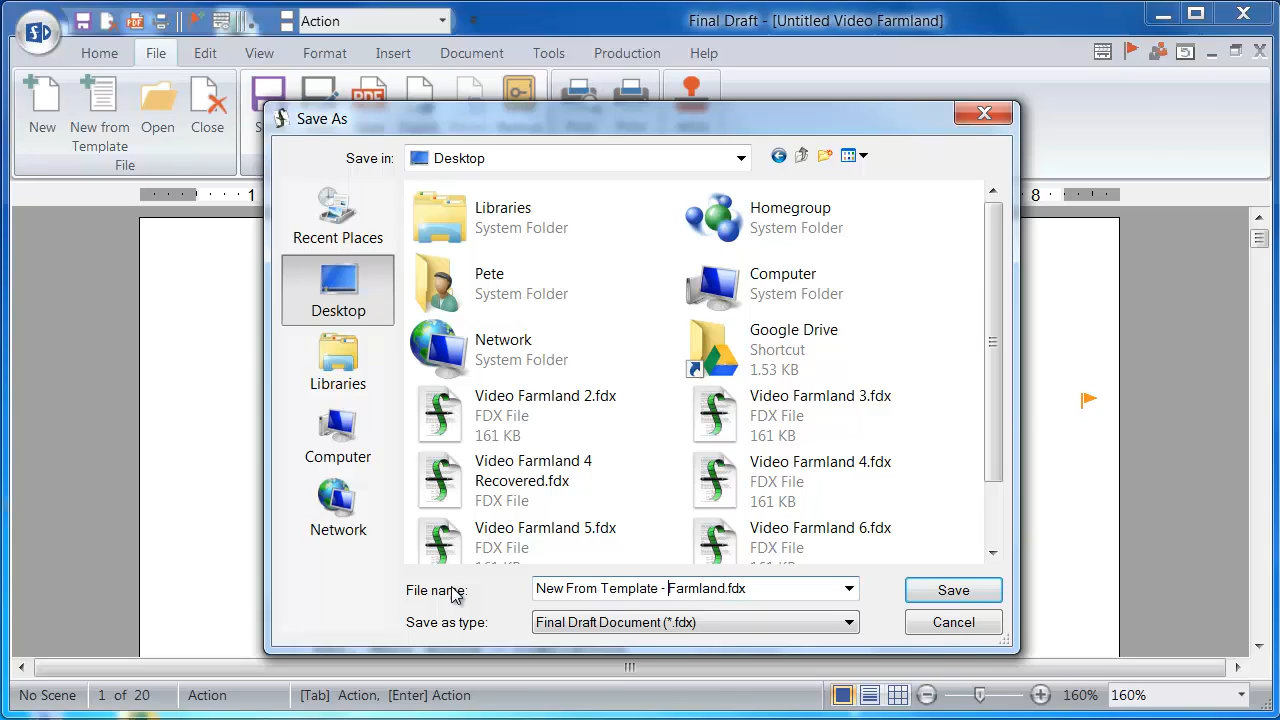 Action
Final Draft - [Untitled Video Farmland]
Home
File
Edit
View
Format
Insert
Document
Tools
Production
Help
New
New from
Template
Open
Close
File
PDF
Save As
Save in:
Desktop
Recent Places
Desktop
Libraries
Computer
Network
Libraries
System Folder
Homegroup
System Folder
Pete
System Folder
Computer
System Folder
Network
System Folder
Google Drive
Shortcut
1.53 KB
Video Farmland 2.fdx
FDX File
161 KB
Video Farmland 3.fdx
FDX File
161 KB
Video Farmland 4
Recovered.fdx
FDX File
Video Farmland 4.fdx
FDX File
161 KB
Video Farmland 5.fdx
FDX File
Video Farmland 6.fdx
FDX File
File name:
New From Template - Farmland.fdx
Save
Save as type:
Final Draft Document (*.fdx)
Cancel
1
8
No Scene
1 of 20
Action
[Tab] Action, [Enter] Action
160%
160%